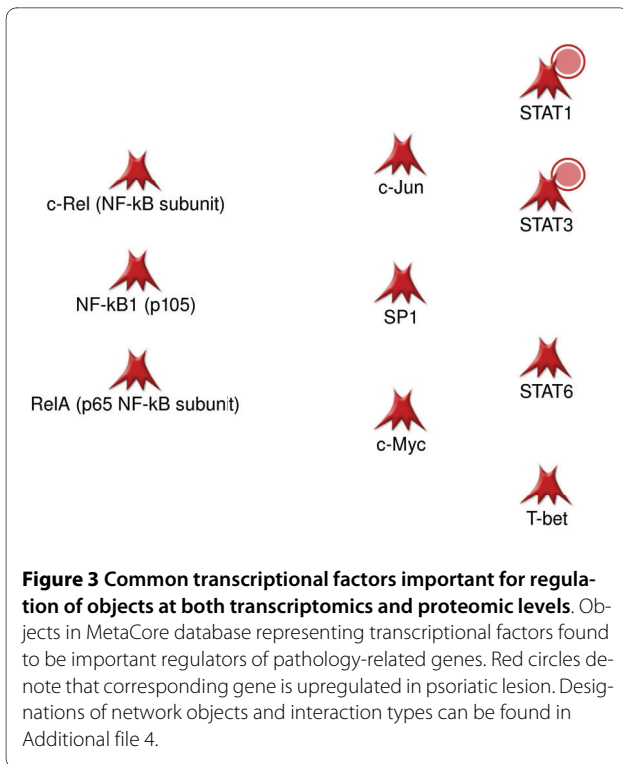 STAT1
c-Rel (NF-kB subunit)
c-Jun
STAT3
NF-kB1 (p105)
SP1
RelA (p65 NF-kB subunit)
STAT6
c-Myc
T-bet
Figure 3 Common transcriptional factors important for regula-
tion of objects at both transcriptomics and proteomic levels. Ob-
jects in MetaCore database representing transcriptional factors found
to be important regulators of pathology-related genes. Red circles de-
note that corresponding gene is upregulated in psoriatic lesion. Desig-
nations of network objects and interaction types can be found in
Additional file 4.